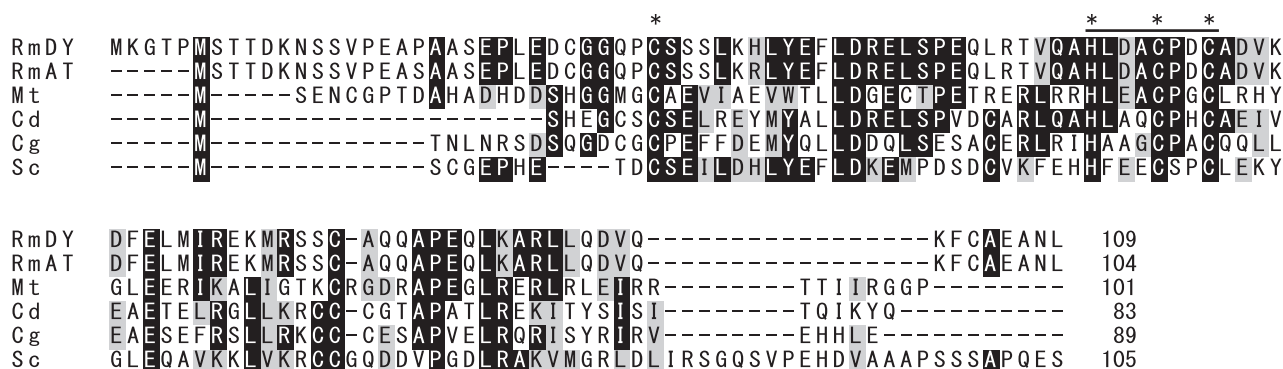 * * * *
RmDY MKGTPMSTTDKNSSVPEAPAASEPLEDCGGQPCSSSLKHLYEFLDRELSPEQLRTVQAHLDACPDCADVK
RmAT -----MSTTDKNSSVPEASAASEPLEDCGGQPCSSSLKRLYEFLDRELSPEQLRTVQAHLDACPDCADVK
Mt -----M-----SENCGPTDAHADHDDSHGGMGCAEVIAEVWTLLDGECTPETRERLRRHLEACPGCLRHY
Cd -----M--------------------SHEGCSCSELREYMYALLDRELSPVDCARLQAHLAQCPHCAEIV
Cg -----M-------------TNLNRSDSQGDCGCPEFFDEMYQLLDDQLSESACERLRIHAAGCPACQQLL
Sc -----M-------------SCGEPHE----TDCSEILDHLYEFLDKEMPDSDCVKFEHHFEECSPCLEKY
RmDY DFELMIREKMRSSC-AQQAPEQLKARLLQDVQ-----------------KFCAEANL 109
RmAT DFELMIREKMRSSC-AQQAPEQLKARLLQDVQ-----------------KFCAEANL 104
Mt GLEERIKALIGTKCRGDRAPEGLRERLRLEIRR--------TTIIRGGP-------- 101
Cd EAETELRGLLKRCC-CGTAPATLREKITYSISI--------TQIKYQ---------- 83
Cg EAESEFRSLLRKCC-CESAPVELRQRISYRIRV--------EHHLE----------- 89
Sc GLEQAVKKLVKRCCGQDDVPGDLRAKVMGRLDLIRSGQSVPEHDVAAAPSSSAPQES 105